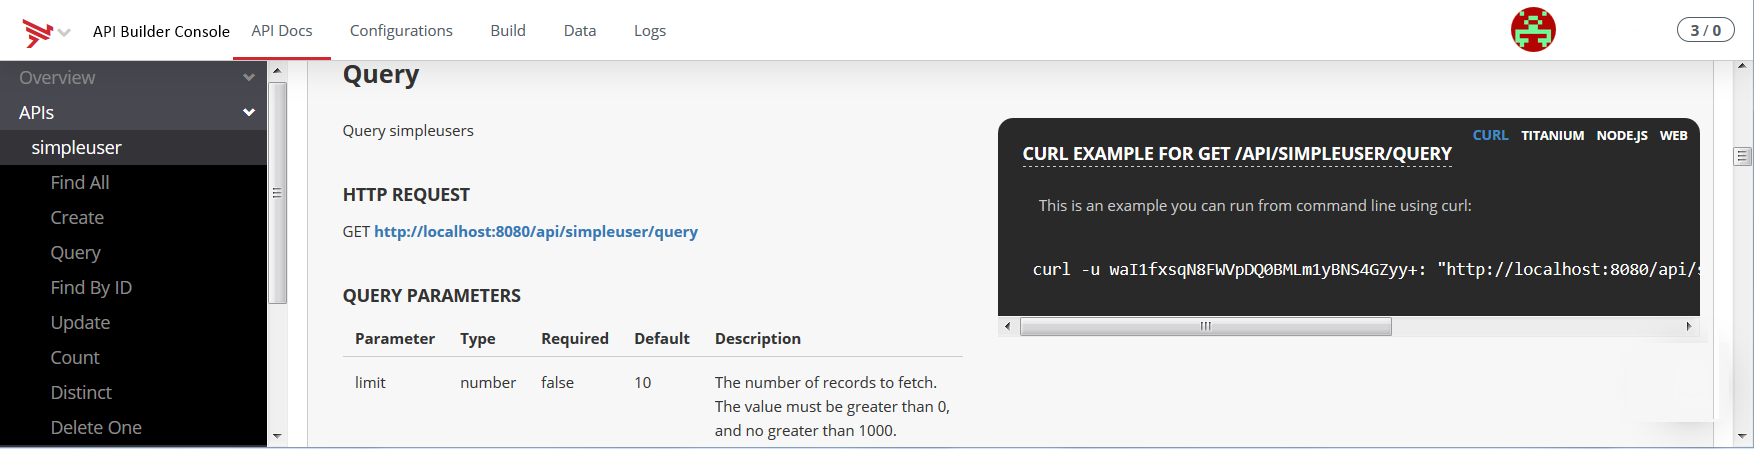 API Builder Console API Docs Configurations Build Data Logs 3 / 0
Overview
APIs
simpleuser
Find All
Create
Query
Find By ID
Update
Count
Distinct
Delete One
Query
Query simpleusers
HTTP REQUEST
GET http://localhost:8080/api/simpleuser/query
QUERY PARAMETERS
Parameter Type Required Default Description
limit number false 10 The number of records to fetch.
The value must be greater than 0,
and no greater than 1000.
CURL TITANIUM NODE.JS WEB
CURL EXAMPLE FOR GET /API/SIMPLEUSER/QUERY
This is an example you can run from command line using curl:
curl -u waI1fxsqN8FWVpDQ0BMLm1yBNS4GZyy+: "http://localhost:8080/api/s